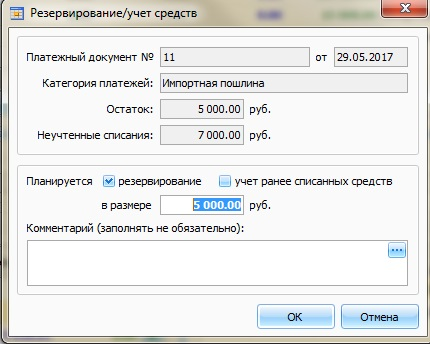 Резервирование/учет средств
Платежный документ № 11 от 29.05.2017
Категория платежей: Импортная пошлина
Остаток: 5 000.00 руб.
Неучтенные списания: 7 000.00 руб.
Планируется резервирование учет ранее списанных средств
в размере 5 000.00 руб.
Комментарий (заполнять не обязательно):
...
ОК Отмена